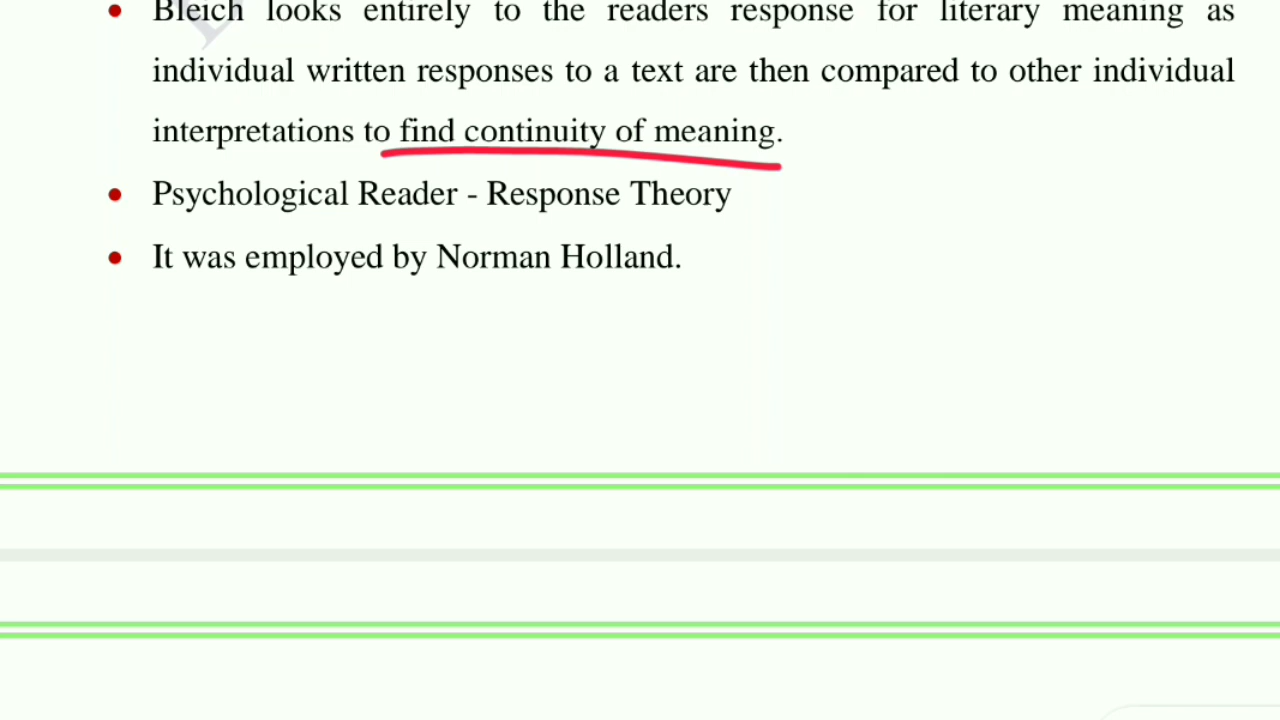 Bleich looks entirely to the readers response for literary meaning as
individual written responses to a text are then compared to other individual
interpretations to find continuity of meaning.
Psychological Reader - Response Theory
It was employed by Norman Holland.